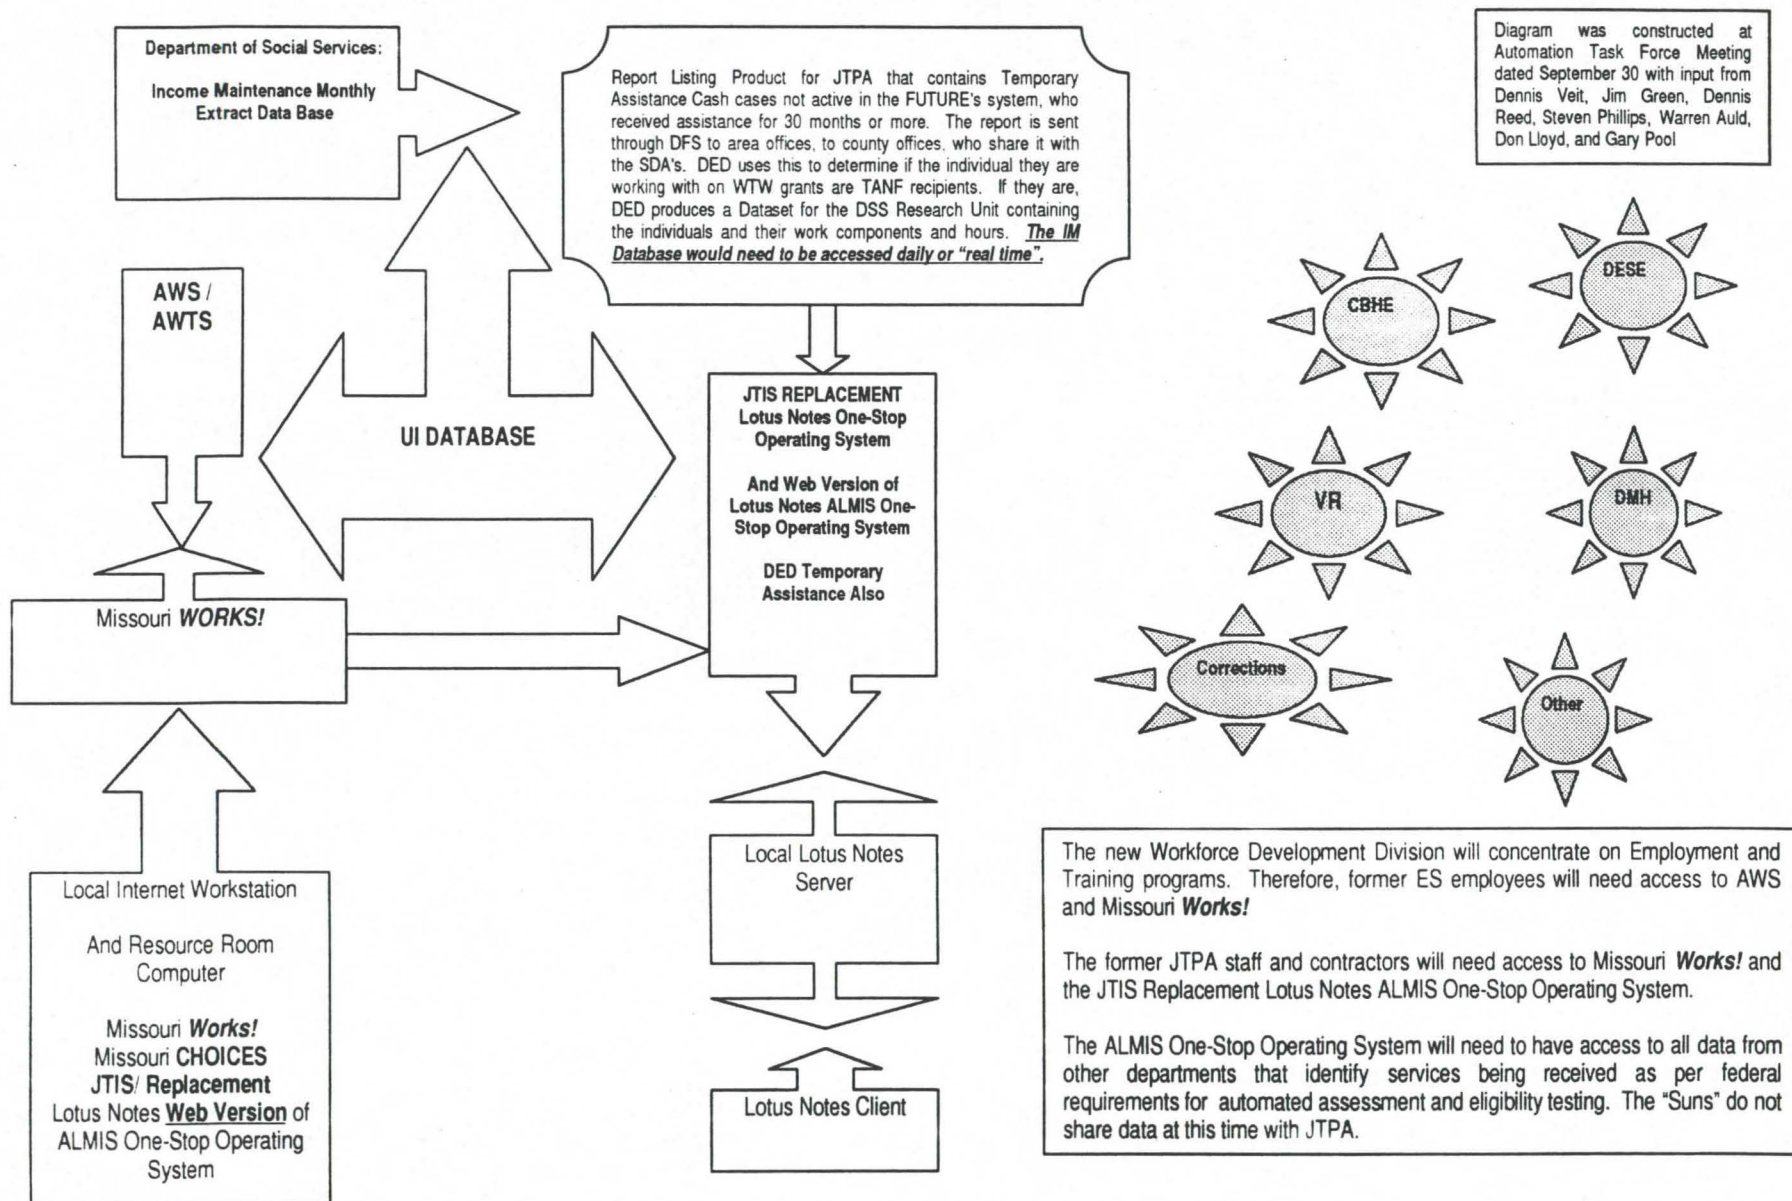 Department of Social Services:
Income Maintenance Monthly
Extract Data Base
Report Listing Product for JTPA that contains Temporary
Assistance Cash cases not active in the FUTURE's system, who
received assistance for 30 months or more. The report is sent
through DFS to area offices, to county offices, who share it with
the SDA's. DED uses this to determine if the individual they are
working with on WTW grants are TANF recipients. If they are,
DED produces a Dataset for the DSS Research Unit containing
the individuals and their work components and hours. The IM
Database would need to be accessed daily or "real time".
Diagram was constructed at
Automation Task Force Meeting
dated September 30 with input from
Dennis Veit, Jim Green, Dennis
Reed, Steven Phillips, Warren Auld,
Don Lloyd, and Gary Pool
AWS /
AWTS
UI DATABASE
JTIS REPLACEMENT
Lotus Notes One-Stop
Operating System
And Web Version of
Lotus Notes ALMIS One-
Stop Operating System
DED Temporary
Assistance Also
CBHE
DESE
VR
DMH
Corrections
Other
Missouri WORKS!
Local Internet Workstation
And Resource Room
Computer
Missouri Works!
Missouri CHOICES
JTIS/ Replacement
Lotus Notes Web Version of
ALMIS One-Stop Operating
System
Local Lotus Notes
Server
Lotus Notes Client
The new Workforce Development Division will concentrate on Employment and
Training programs. Therefore, former ES employees will need access to AWS
and Missouri Works!
The former JTPA staff and contractors will need access to Missouri Works! and
the JTIS Replacement Lotus Notes ALMIS One-Stop Operating System.
The ALMIS One-Stop Operating System will need to have access to all data from
other departments that identify services being received as per federal
requirements for automated assessment and eligibility testing. The "Suns" do not
share data at this time with JTPA.